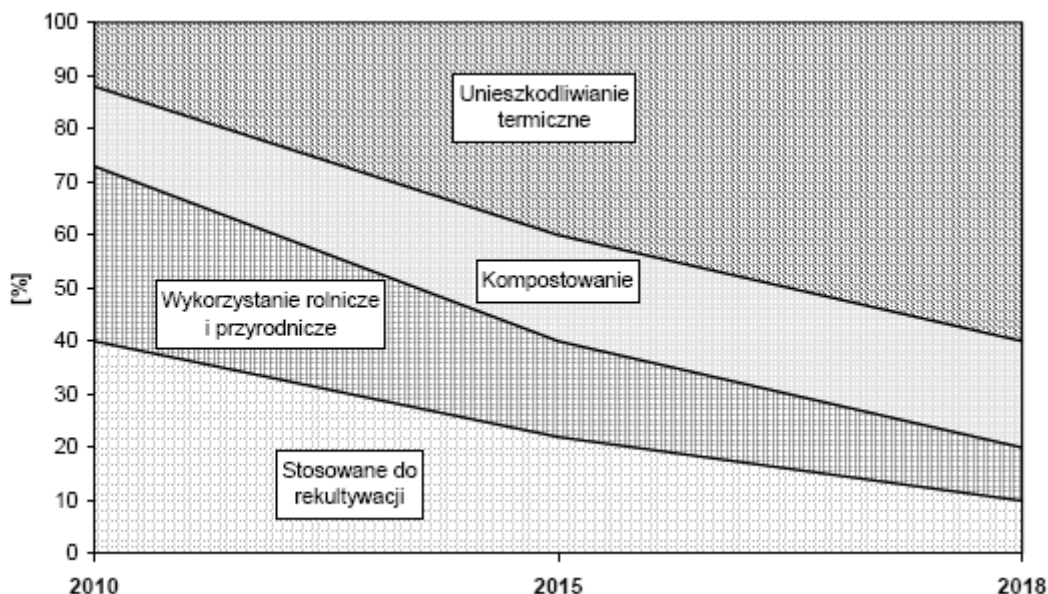 100
90
80
70
60
50
40
30
20
10
0
[%]
Unieszkodliwianie
termiczne
Kompostowanie
Wykorzystanie rolnicze
i przyrodnicze
Stosowane do
rekultywacji
2010
2015
2018